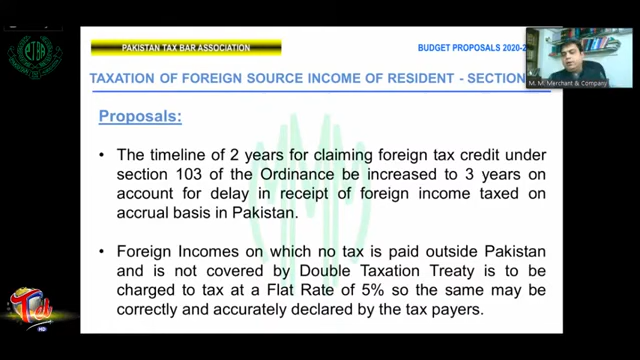 PAKISTAN TAX BAR ASSOCIATION
BUDGET PROPOSALS 2020-2
TAXATION OF FOREIGN SOURCE INCOME OF RESIDENT - SECTION
M. M. Merchant & Company
Proposals:
• The timeline of 2 years for claiming foreign tax credit under
section 103 of the Ordinance be increased to 3 years on
account for delay in receipt of foreign income taxed on
accrual basis in Pakistan.
• Foreign Incomes on which no tax is paid outside Pakistan
and is not covered by Double Taxation Treaty is to be
charged to tax at a Flat Rate of 5% so the same may be
correctly and accurately declared by the tax payers.
HD